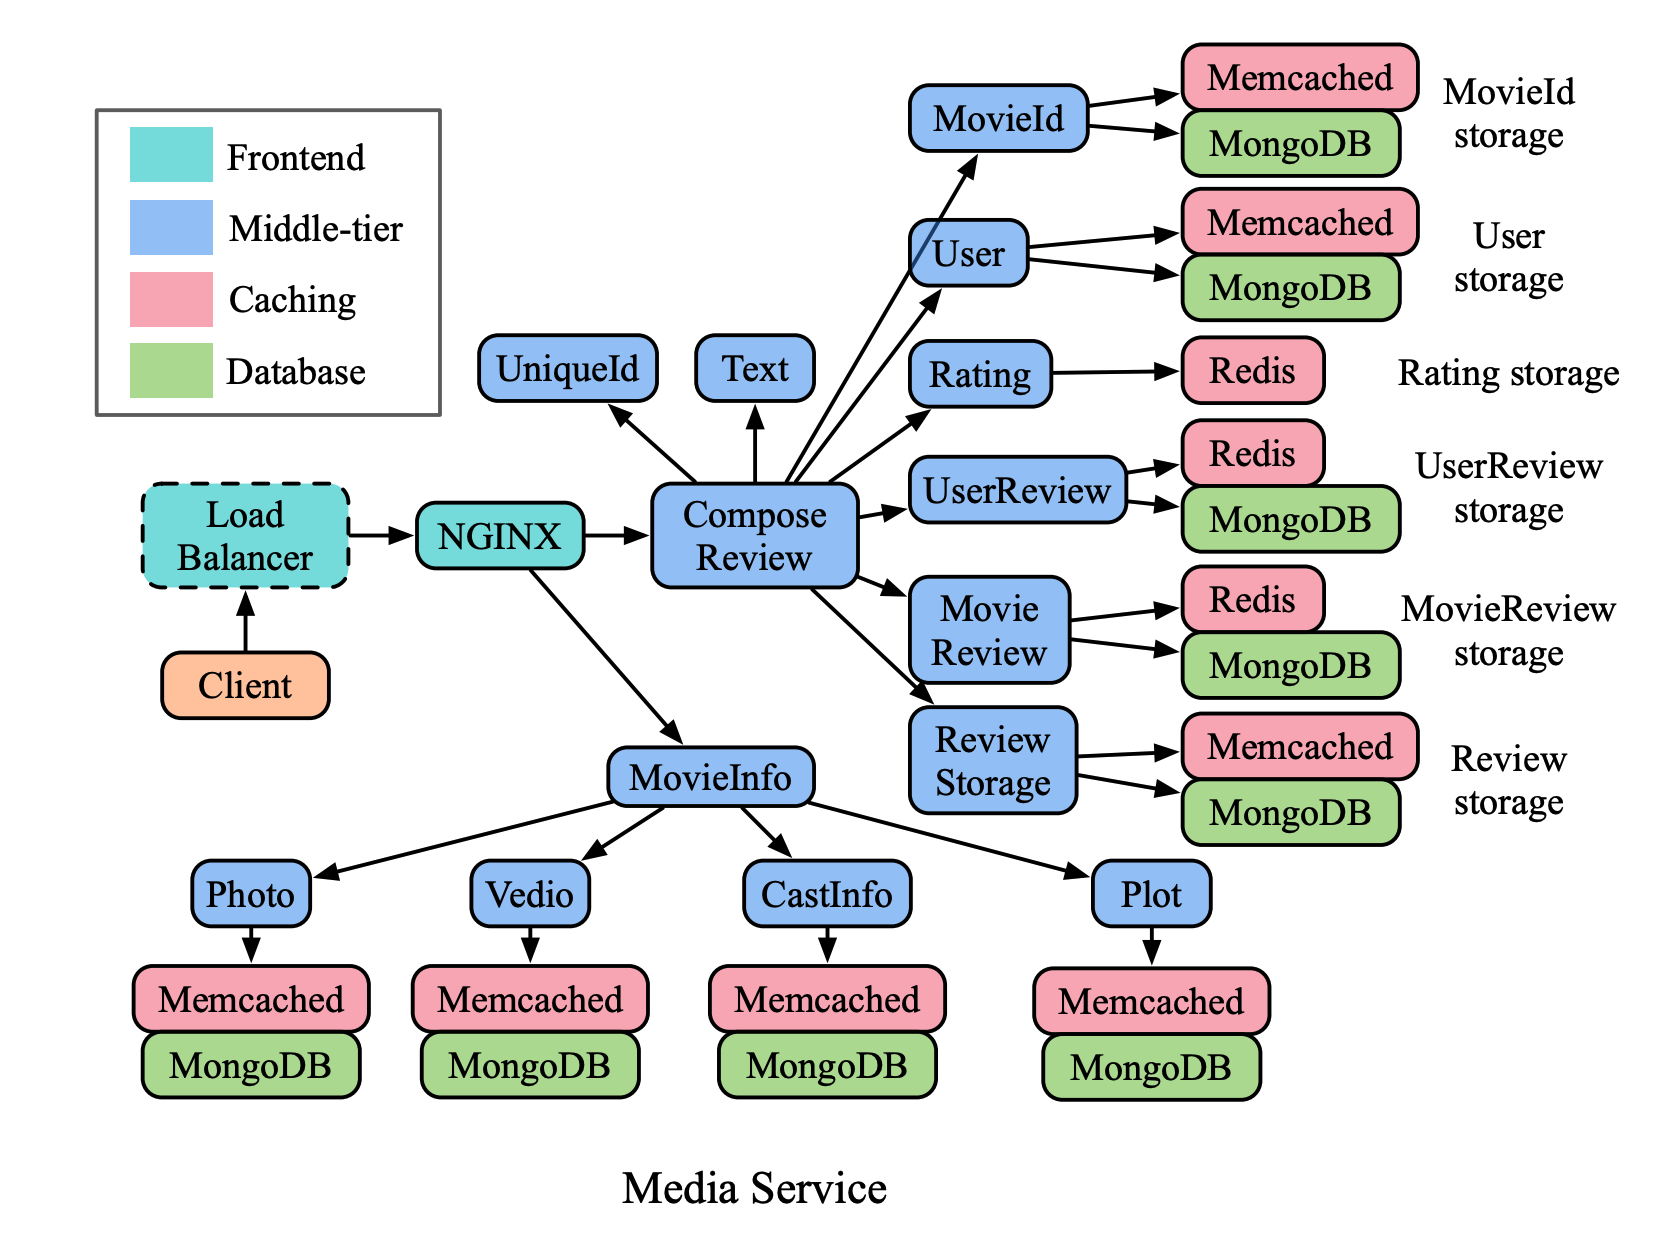 Frontend
Middle-tier
Caching
Database
Load
Balancer
Client
NGINX
Compose
Review
UniqueId
Text
MovieId
Memcached
MongoDB
MovieId
storage
User
Memcached
MongoDB
User
storage
Rating
Redis
Rating storage
UserReview
Redis
MongoDB
UserReview
storage
Movie
Review
Redis
MongoDB
MovieReview
storage
Review
Storage
Memcached
MongoDB
Review
storage
MovieInfo
Photo
Memcached
MongoDB
Vedio
Memcached
MongoDB
CastInfo
Memcached
MongoDB
Plot
Memcached
MongoDB
Media Service